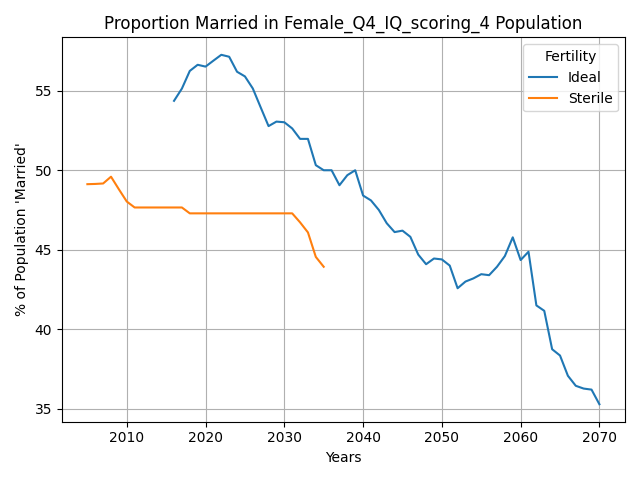 Proportion Married in Female_Q4_IQ_scoring_4 Population
Fertility
Ideal
Sterile
% of Population 'Married'
55
50
45
40
35
2010 2020 2030 2040 2050 2060 2070
Years